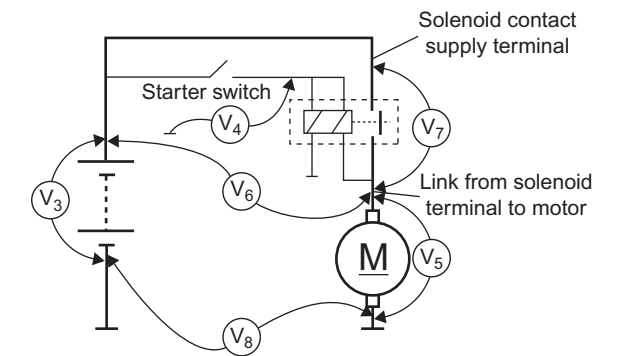 Solenoid contact
supply terminal
Starter switch
V4
V7
V3
V6
Link from solenoid
terminal to motor
M
V5
V8